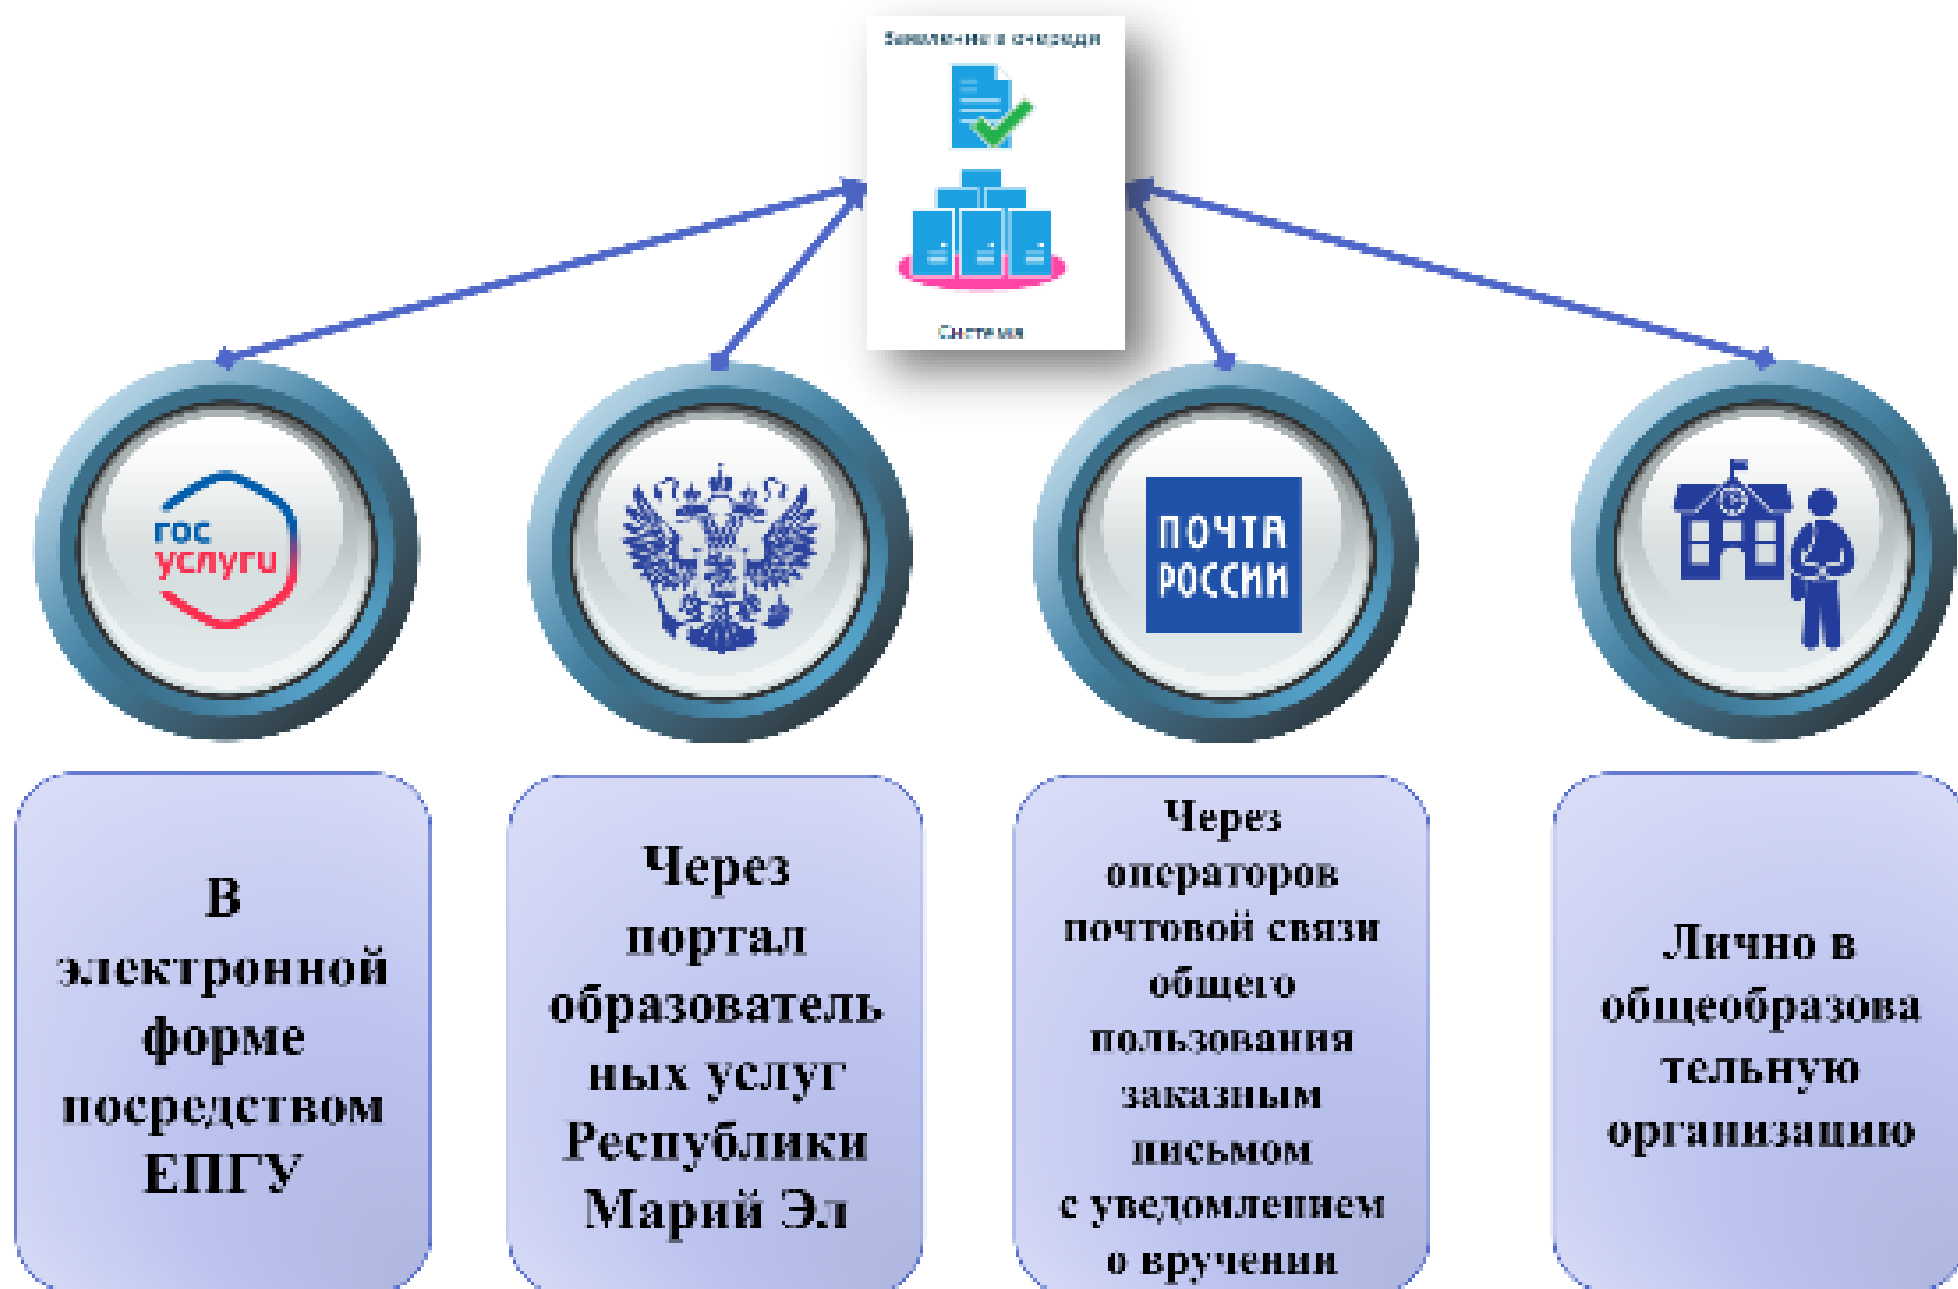 Заявление в очереди
Система
гос
услуги
ПОЧТА
РОССИИ
В
электронной
форме
посредством
ЕПГУ
Через
портал
образователь
ных услуг
Республики
Марий Эл
Через
операторов
почтовой связи
общего
пользования
заказным
письмом
с уведомлением
о вручении
Лично в
общеобразова
тельную
организацию